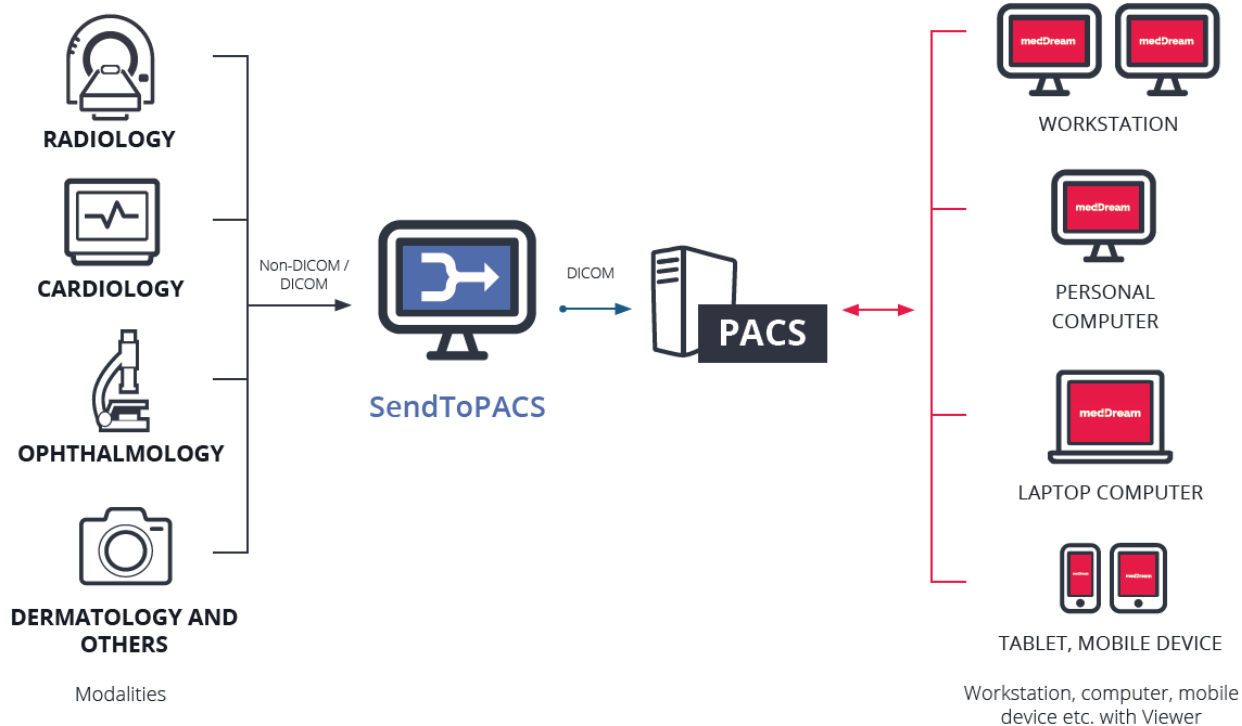 RADIOLOGY
CARDIOLOGY
OPHTHALMOLOGY
DERMATOLOGY AND
OTHERS
Modalities
Non-DICOM /
DICOM
SendToPACS
DICOM
PACS
medDream
medDream
WORKSTATION
medDream
PERSONAL
COMPUTER
medDream
LAPTOP COMPUTER
medDream
medDream
TABLET, MOBILE DEVICE
Workstation, computer, mobile
device etc. with Viewer